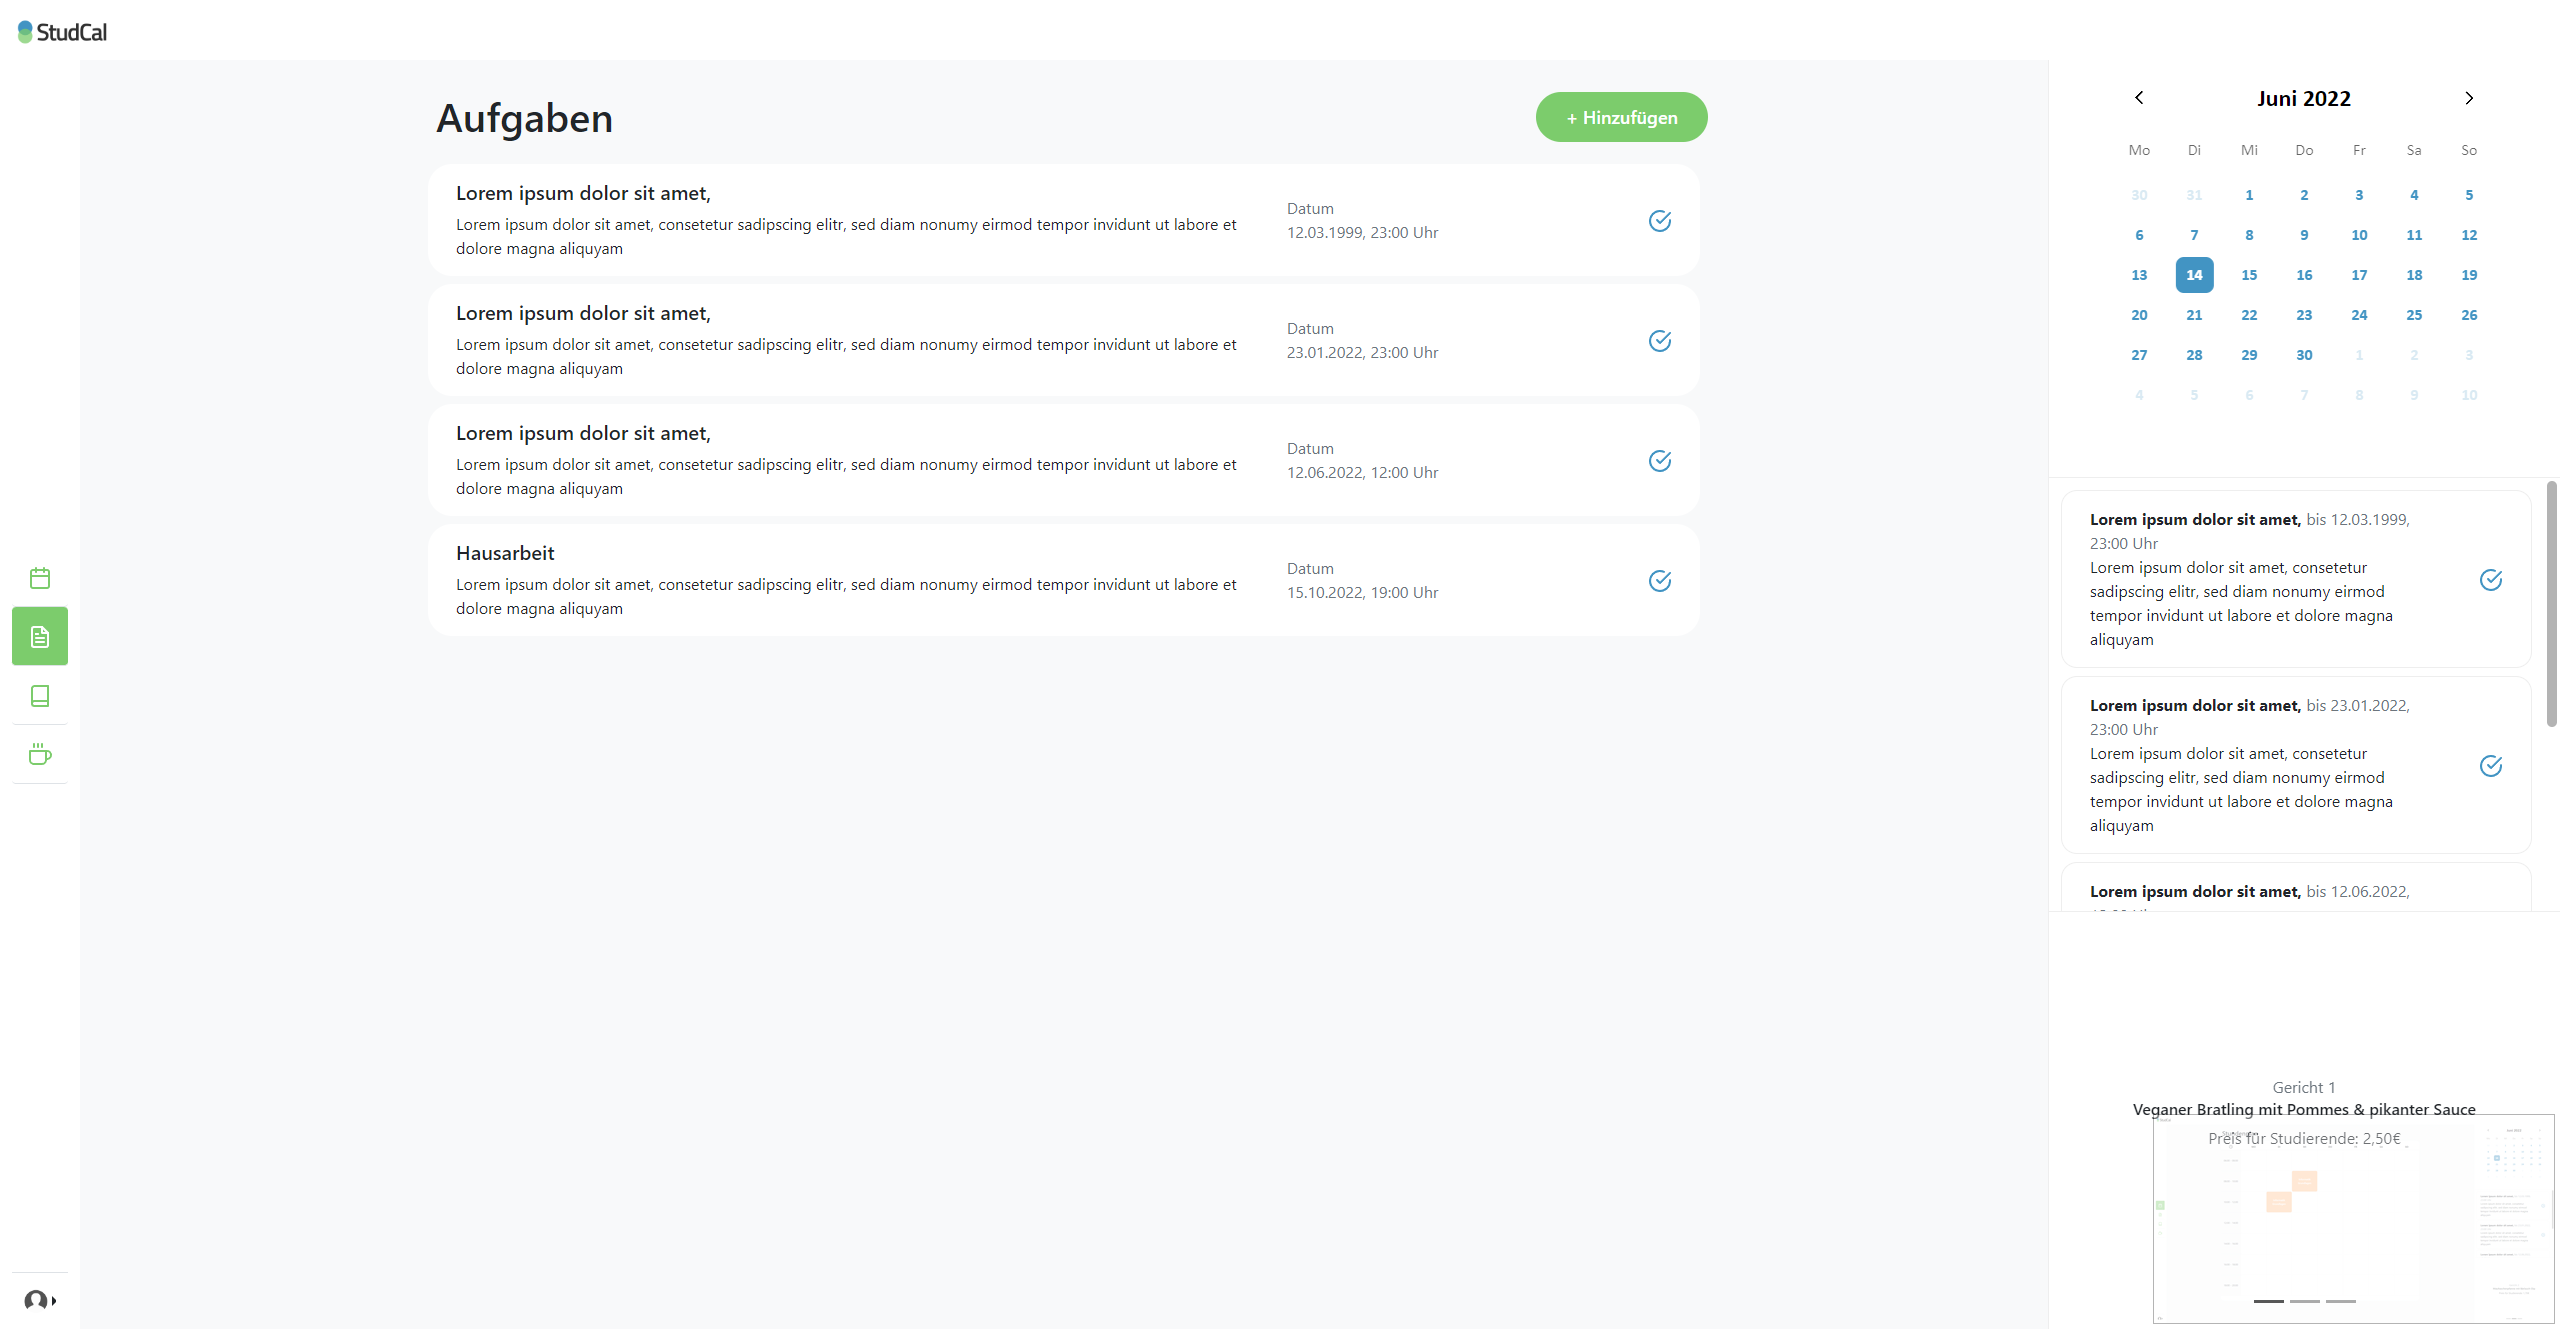 StudCal
Aufgaben
+ Hinzufügen
Lorem ipsum dolor sit amet,
Lorem ipsum dolor sit amet, consetetur sadipscing elitr, sed diam nonumy eirmod tempor invidunt ut labore et
dolore magna aliquyam
Datum
12.03.1999, 23:00 Uhr
Lorem ipsum dolor sit amet,
Lorem ipsum dolor sit amet, consetetur sadipscing elitr, sed diam nonumy eirmod tempor invidunt ut labore et
dolore magna aliquyam
Datum
23.01.2022, 23:00 Uhr
Lorem ipsum dolor sit amet,
Lorem ipsum dolor sit amet, consetetur sadipscing elitr, sed diam nonumy eirmod tempor invidunt ut labore et
dolore magna aliquyam
Datum
12.06.2022, 12:00 Uhr
Hausarbeit
Lorem ipsum dolor sit amet, consetetur sadipscing elitr, sed diam nonumy eirmod tempor invidunt ut labore et
dolore magna aliquyam
Datum
15.10.2022, 19:00 Uhr
Juni 2022
Mo Di Mi Do Fr Sa So
30 31 1 2 3 4 5
6 7 8 9 10 11 12
13 14 15 16 17 18 19
20 21 22 23 24 25 26
27 28 29 30 1 2 3
4 5 6 7 8 9 10
Lorem ipsum dolor sit amet, bis 12.03.1999,
23:00 Uhr
Lorem ipsum dolor sit amet, consetetur
sadipscing elitr, sed diam nonumy eirmod
tempor invidunt ut labore et dolore magna
aliquyam
Lorem ipsum dolor sit amet, bis 23.01.2022,
23:00 Uhr
Lorem ipsum dolor sit amet, consetetur
sadipscing elitr, sed diam nonumy eirmod
tempor invidunt ut labore et dolore magna
aliquyam
Lorem ipsum dolor sit amet, bis 12.06.2022,
Gericht 1
Veganer Bratling mit Pommes & pikanter Sauce
Preis für Studierende: 2,50€